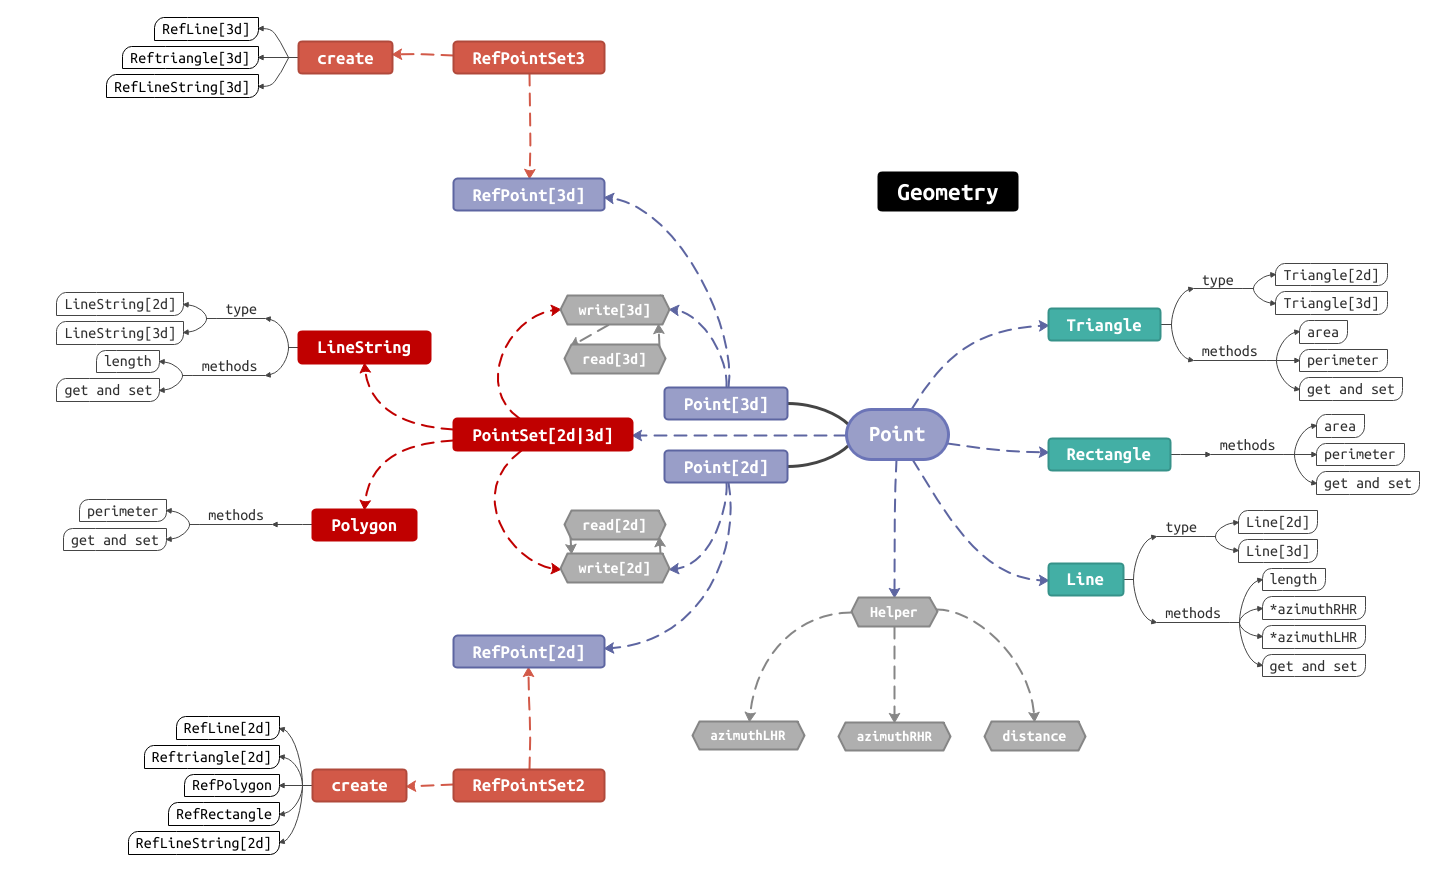 RefLine[3d]
Reftriangle[3d]
RefLineString[3d]
create
RefPointSet3
RefPoint[3d]
Geometry
LineString[2d]
LineString[3d]
type
length
get and set
methods
LineString
write[3d]
read[3d]
Point[3d]
PointSet[2d|3d]
Point[2d]
Point
perimeter
get and set
methods
Polygon
read[2d]
write[2d]
RefPoint[2d]
Triangle
type
Triangle[2d]
Triangle[3d]
methods
area
perimeter
get and set
Rectangle
methods
area
perimeter
get and set
Line
type
Line[2d]
Line[3d]
methods
length
*azimuthRHR
*azimuthLHR
get and set
Helper
azimuthLHR
azimuthRHR
distance
RefLine[2d]
Reftriangle[2d]
RefPolygon
RefRectangle
RefLineString[2d]
create
RefPointSet2